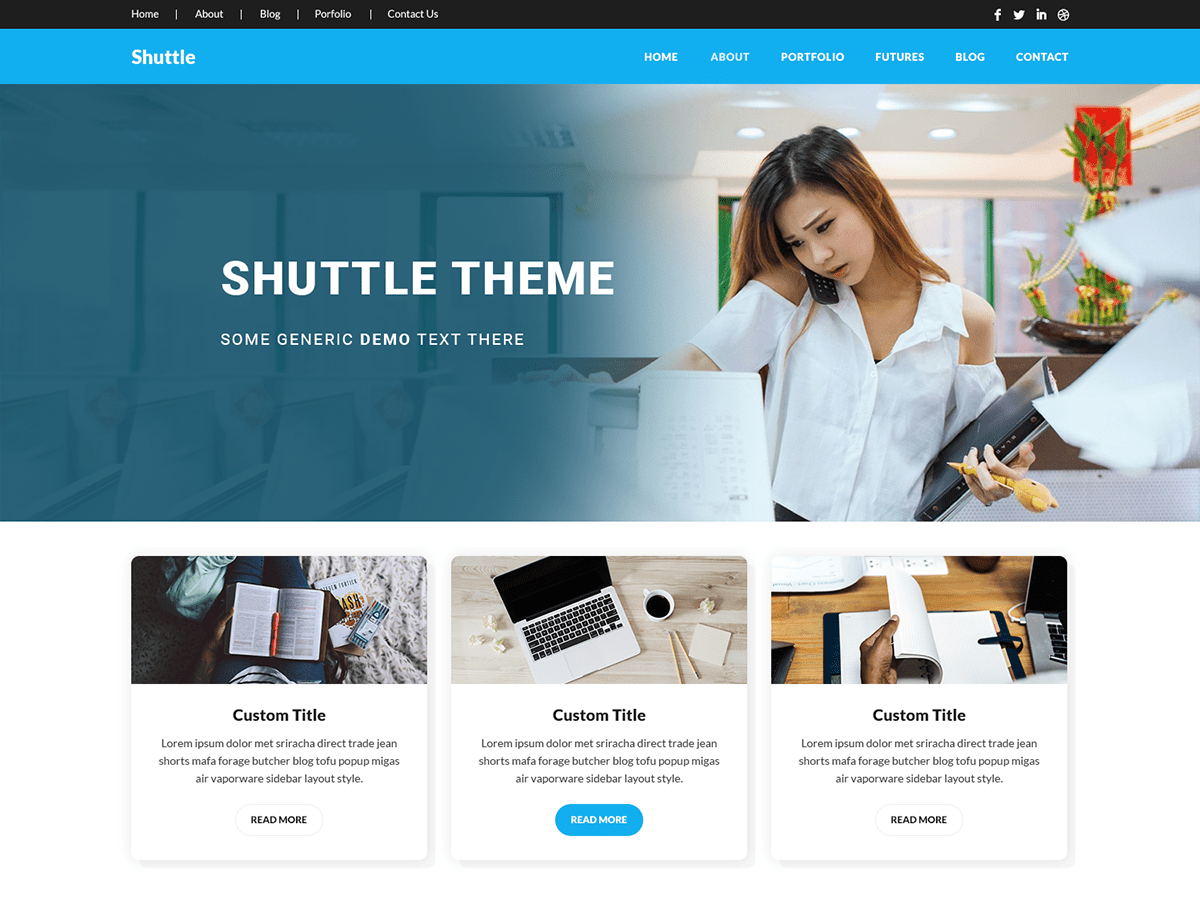 Home | About | Blog | Porfolio | Contact Us
Shuttle
HOME ABOUT PORTFOLIO FUTURES BLOG CONTACT
SHUTTLE THEME
SOME GENERIC DEMO TEXT THERE
Custom Title
Lorem ipsum dolor met sriracha direct trade jean
shorts mafa forage butcher blog tofu popup migas
air vaporware sidebar layout style.
READ MORE
Custom Title
Lorem ipsum dolor met sriracha direct trade jean
shorts mafa forage butcher blog tofu popup migas
air vaporware sidebar layout style.
READ MORE
Custom Title
Lorem ipsum dolor met sriracha direct trade jean
shorts mafa forage butcher blog tofu popup migas
air vaporware sidebar layout style.
READ MORE